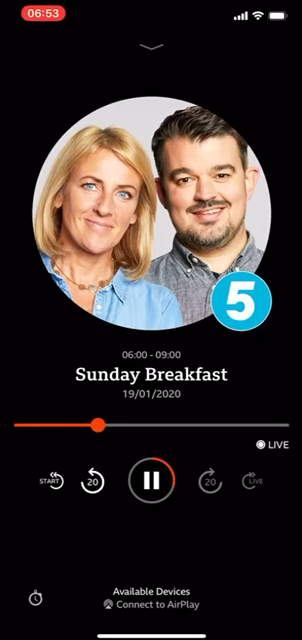 06:53
5
06:00 - 09:00
Sunday Breakfast
19/01/2020
LIVE
START 20 20 LIVE
Available Devices
Connect to AirPlay